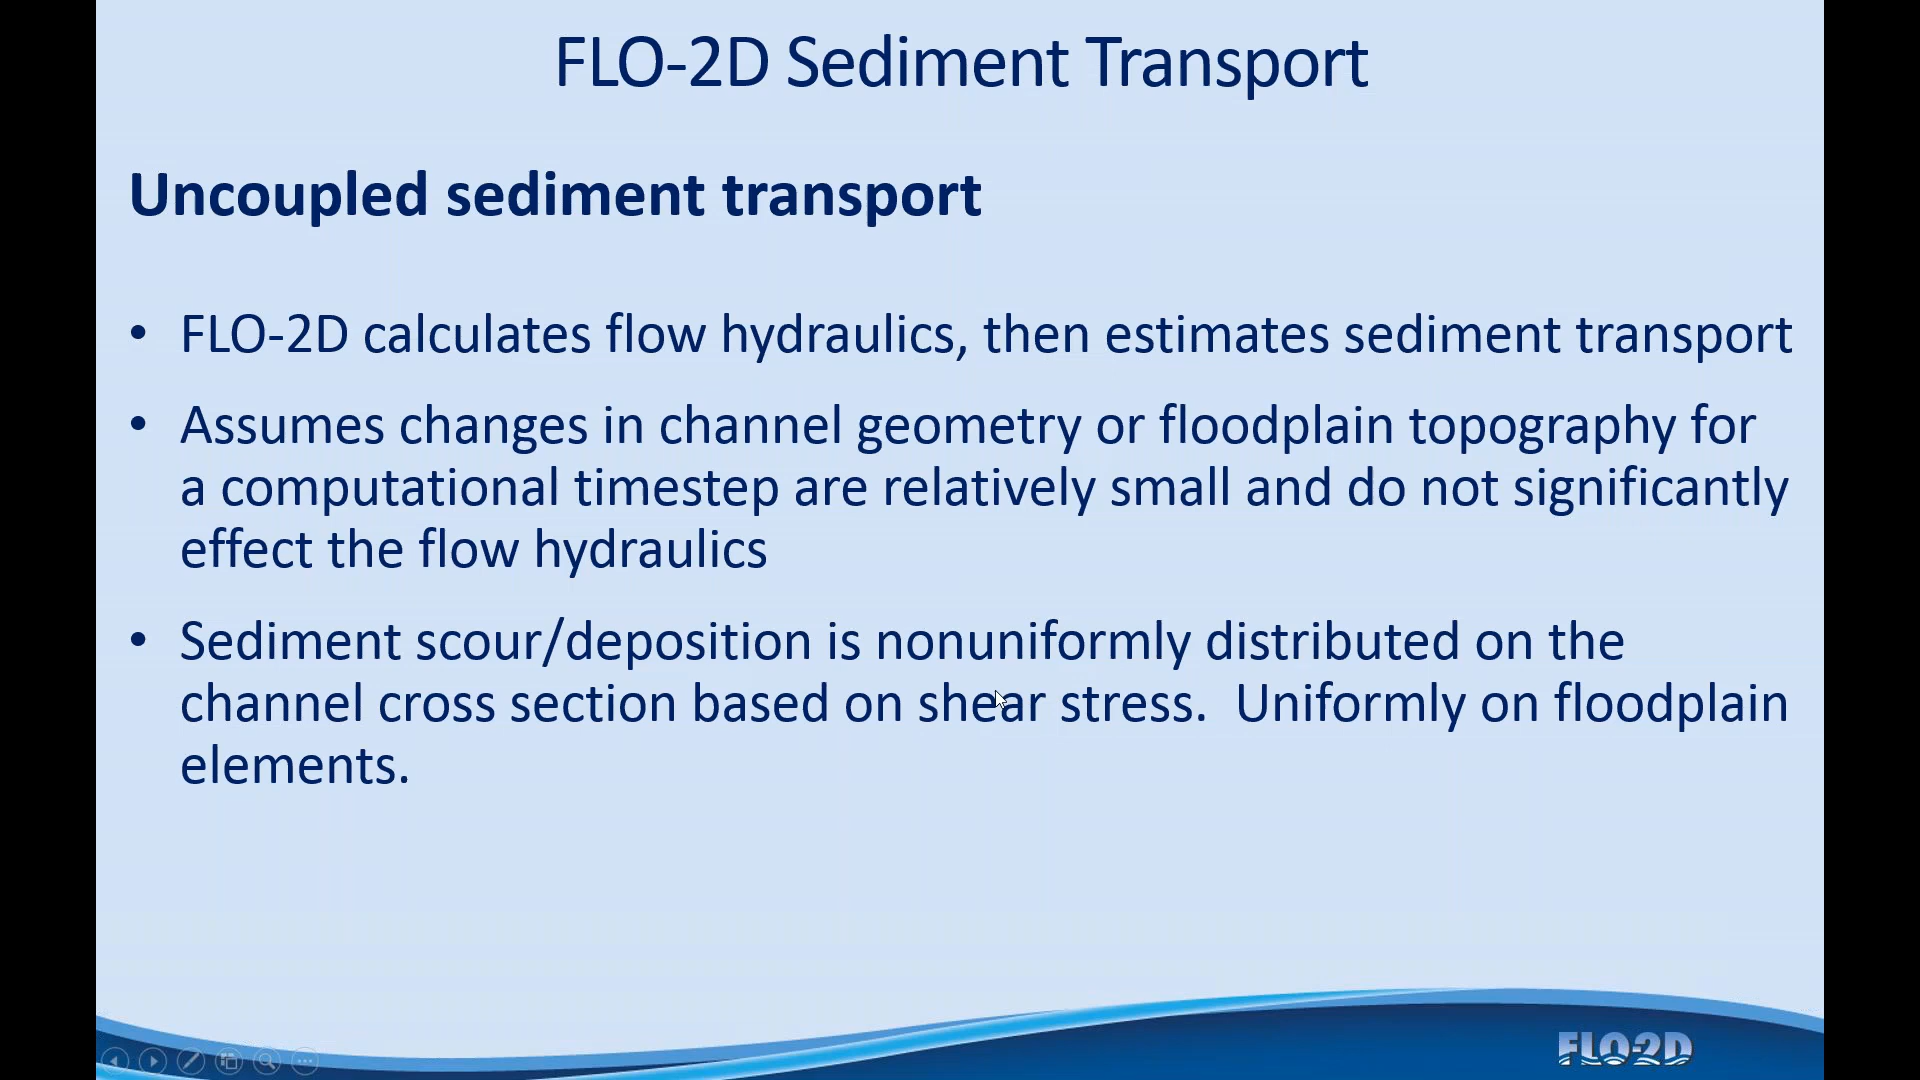 FLO-2D Sediment Transport
Uncoupled sediment transport
• FLO-2D calculates flow hydraulics, then estimates sediment transport
• Assumes changes in channel geometry or floodplain topography for
a computational timestep are relatively small and do not significantly
effect the flow hydraulics
• Sediment scour/deposition is nonuniformly distributed on the
channel cross section based on shear stress.  Uniformly on floodplain
elements.
FLO-2D